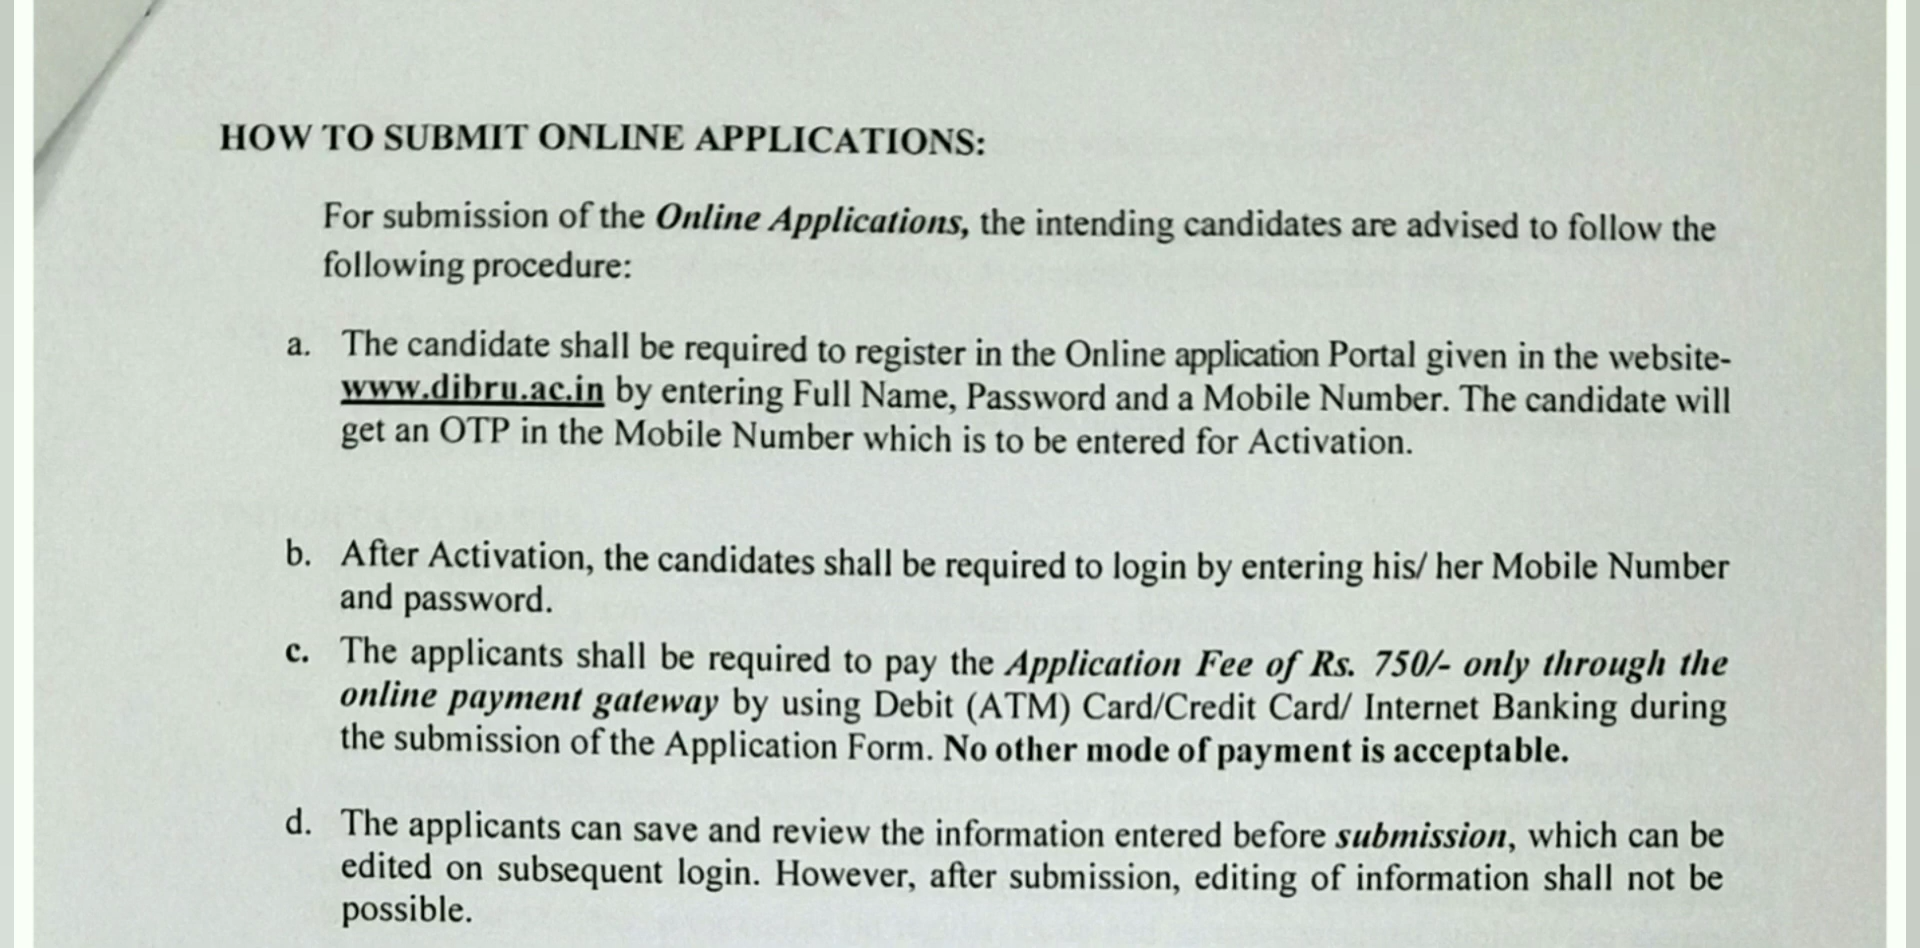 HOW TO SUBMIT ONLINE APPLICATIONS:
For submission of the Online Applications, the intending candidates are advised to follow the
following procedure:
a. The candidate shall be required to register in the Online application Portal given in the website-
www.dibru.ac.in by entering Full Name, Password and a Mobile Number. The candidate will
get an OTP in the Mobile Number which is to be entered for Activation.
b. After Activation, the candidates shall be required to login by entering his/ her Mobile Number
and password.
c. The applicants shall be required to pay the Application Fee of Rs. 750/- only through the
online payment gateway by using Debit (ATM) Card/Credit Card/ Internet Banking during
the submission of the Application Form. No other mode of payment is acceptable.
d. The applicants can save and review the information entered before submission, which can be
edited on subsequent login. However, after submission, editing of information shall not be
possible.